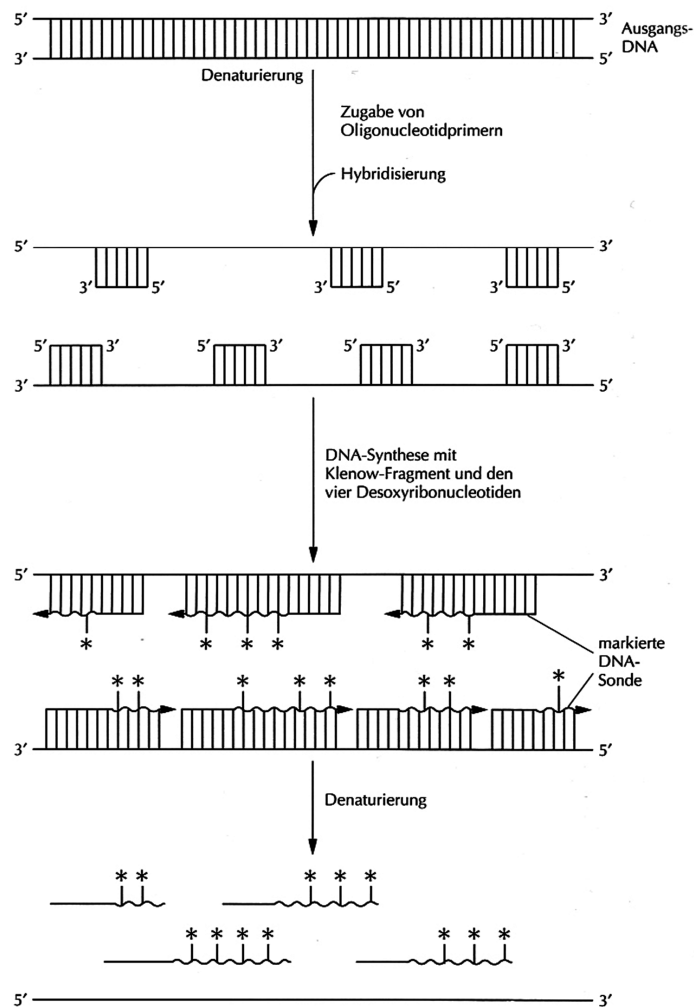 5′ 3′
Ausgangs-
DNA
3′ 5′
Denaturierung
Zugabe von
Oligonucleotidprimern
Hybridisierung
5′ 3′
3′ 5′ 3′ 5′ 3′ 5′
5′ 3′ 5′ 3′ 5′ 3′ 5′ 3′
3′ 5′
DNA-Synthese mit
Klenow-Fragment und den
vier Desoxyribonucleotiden
5′ 3′
* * * * * *
markierte
DNA-
Sonde
* * * * * * * *
3′ 5′
Denaturierung
* * * * *
* * * * * * *
5′ 3′